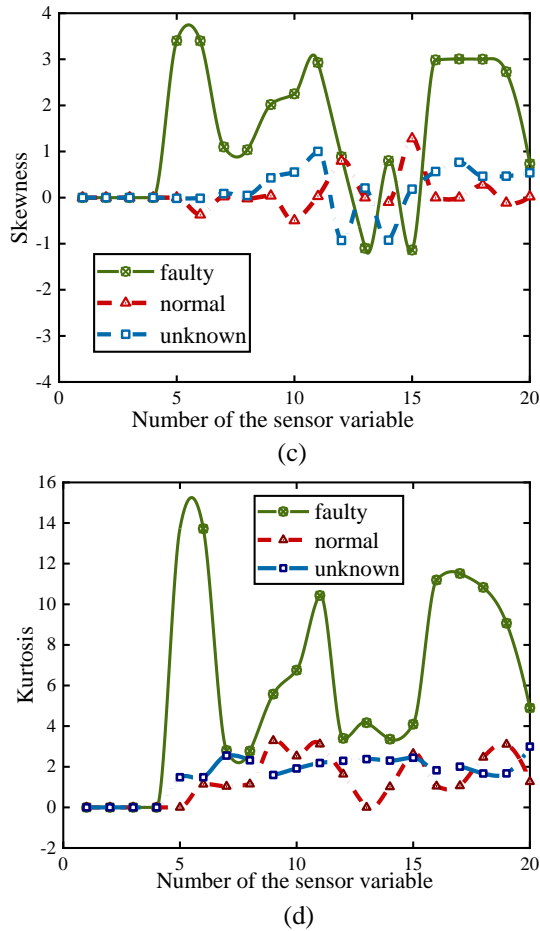 4
3
2
1
0
-1
-2
-3
-4
Skewness
faulty
normal
unknown
0 5 10 15 20
Number of the sensor variable
(c)
16
14
12
10
8
6
4
2
0
-2
Kurtosis
faulty
normal
unknown
0 5 10 15 20
Number of the sensor variable
(d)